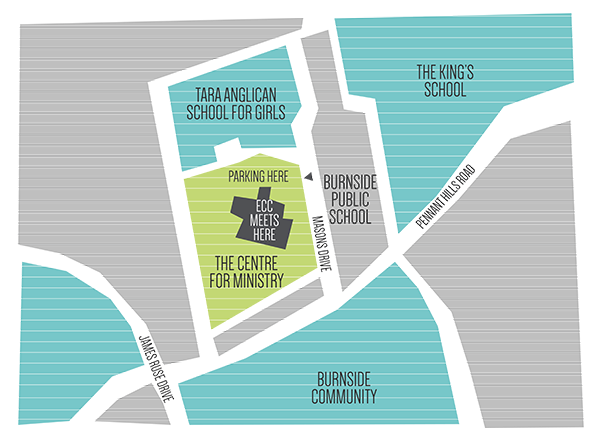 THE KING'S
SCHOOL
TARA ANGLICAN
SCHOOL FOR GIRLS
PARKING HERE
BURNSIDE
PUBLIC
SCHOOL
ECC
MEETS
HERE
MASONS DRIVE
PENNANT HILLS ROAD
THE CENTRE
FOR MINISTRY
JAMES RUSE DRIVE
BURNSIDE
COMMUNITY